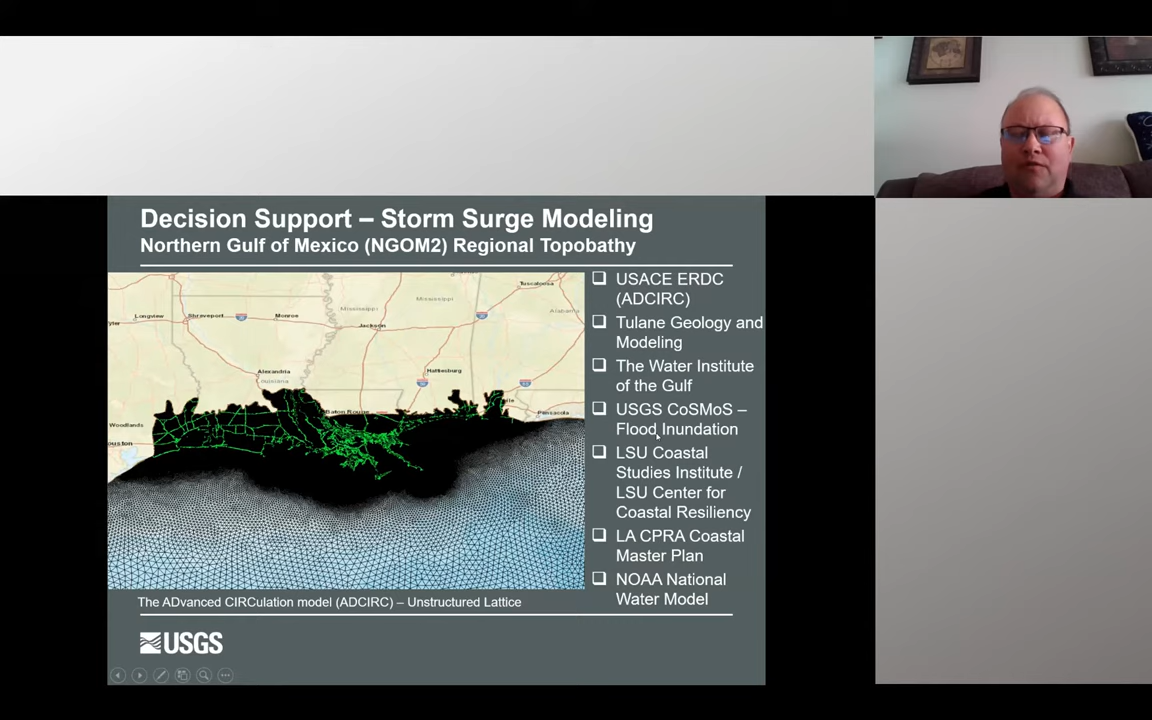 Decision Support – Storm Surge Modeling
Northern Gulf of Mexico (NGOM2) Regional Topobathy
USACE ERDC
(ADCIRC)
Tulane Geology and
Modeling
The Water Institute
of the Gulf
USGS CoSMoS –
Flood Inundation
LSU Coastal
Studies Institute /
LSU Center for
Coastal Resiliency
LA CPRA Coastal
Master Plan
NOAA National
Water Model
Tuscaloosa
Mississippi
Mississippi
Alabama
Longview
Shreveport
Monroe
Jackson
Alexandria
Louisiana
Hattiesburg
Baton Rouge
Pensacola
Woodlands
The ADvanced CIRCulation model (ADCIRC) – Unstructured Lattice
USGS